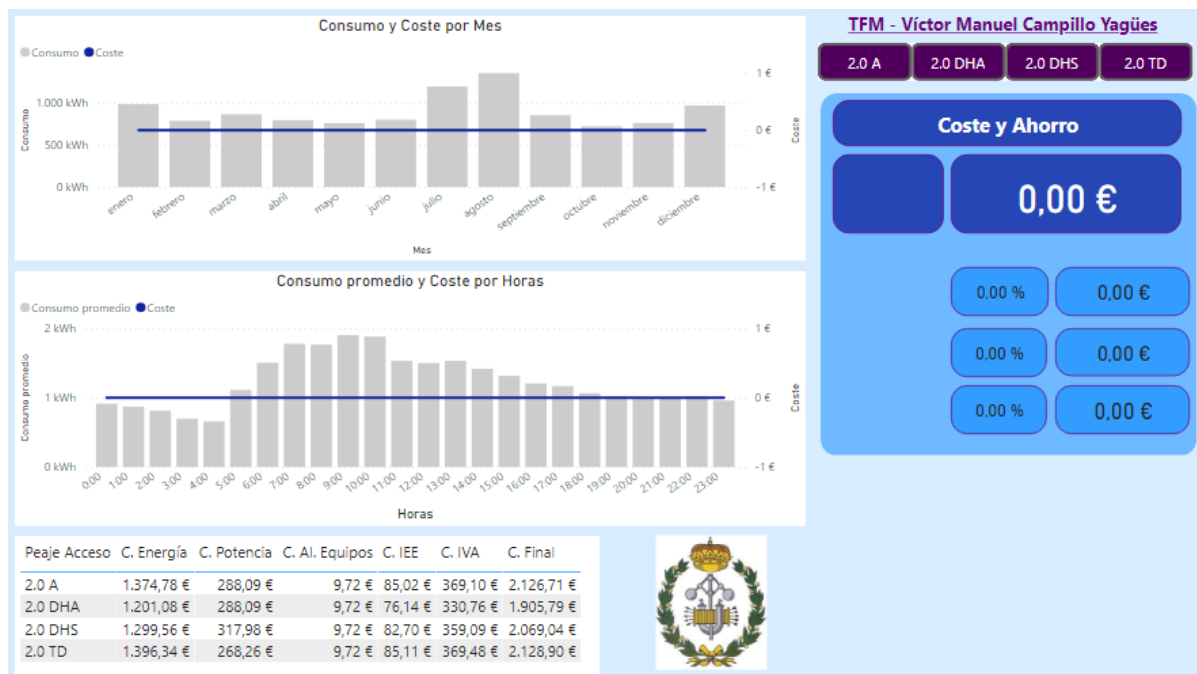 Consumo y Coste por Mes
Consumo Coste
Consumo
1.000 kWh
500 kWh
0 kWh
1 €
0 €
-1 €
Coste
enero febrero marzo abril mayo junio julio agosto septiembre octubre noviembre diciembre
Mes
Consumo promedio y Coste por Horas
Consumo promedio Coste
Consumo promedio
2 kWh
1 kWh
0 kWh
1 €
0 €
-1 €
Coste
0:00 1:00 2:00 3:00 4:00 5:00 6:00 7:00 8:00 9:00 10:00 11:00 12:00 13:00 14:00 15:00 16:00 17:00 18:00 19:00 20:00 21:00 22:00 23:00
Horas
Peaje Acceso C. Energía C. Potencia C. Al. Equipos C. IEE C. IVA C. Final
2.0 A 1.374,78 € 288,09 € 9,72 € 85,02 € 369,10 € 2.126,71 €
2.0 DHA 1.201,08 € 288,09 € 9,72 € 76,14 € 330,76 € 1.905,79 €
2.0 DHS 1.299,56 € 317,98 € 9,72 € 82,70 € 359,09 € 2.069,04 €
2.0 TD 1.396,34 € 268,26 € 9,72 € 85,11 € 369,48 € 2.128,90 €
TFM - Víctor Manuel Campillo Yagües
2.0 A 2.0 DHA 2.0 DHS 2.0 TD
Coste y Ahorro
0,00 €
0.00 % 0,00 €
0.00 % 0,00 €
0.00 % 0,00 €